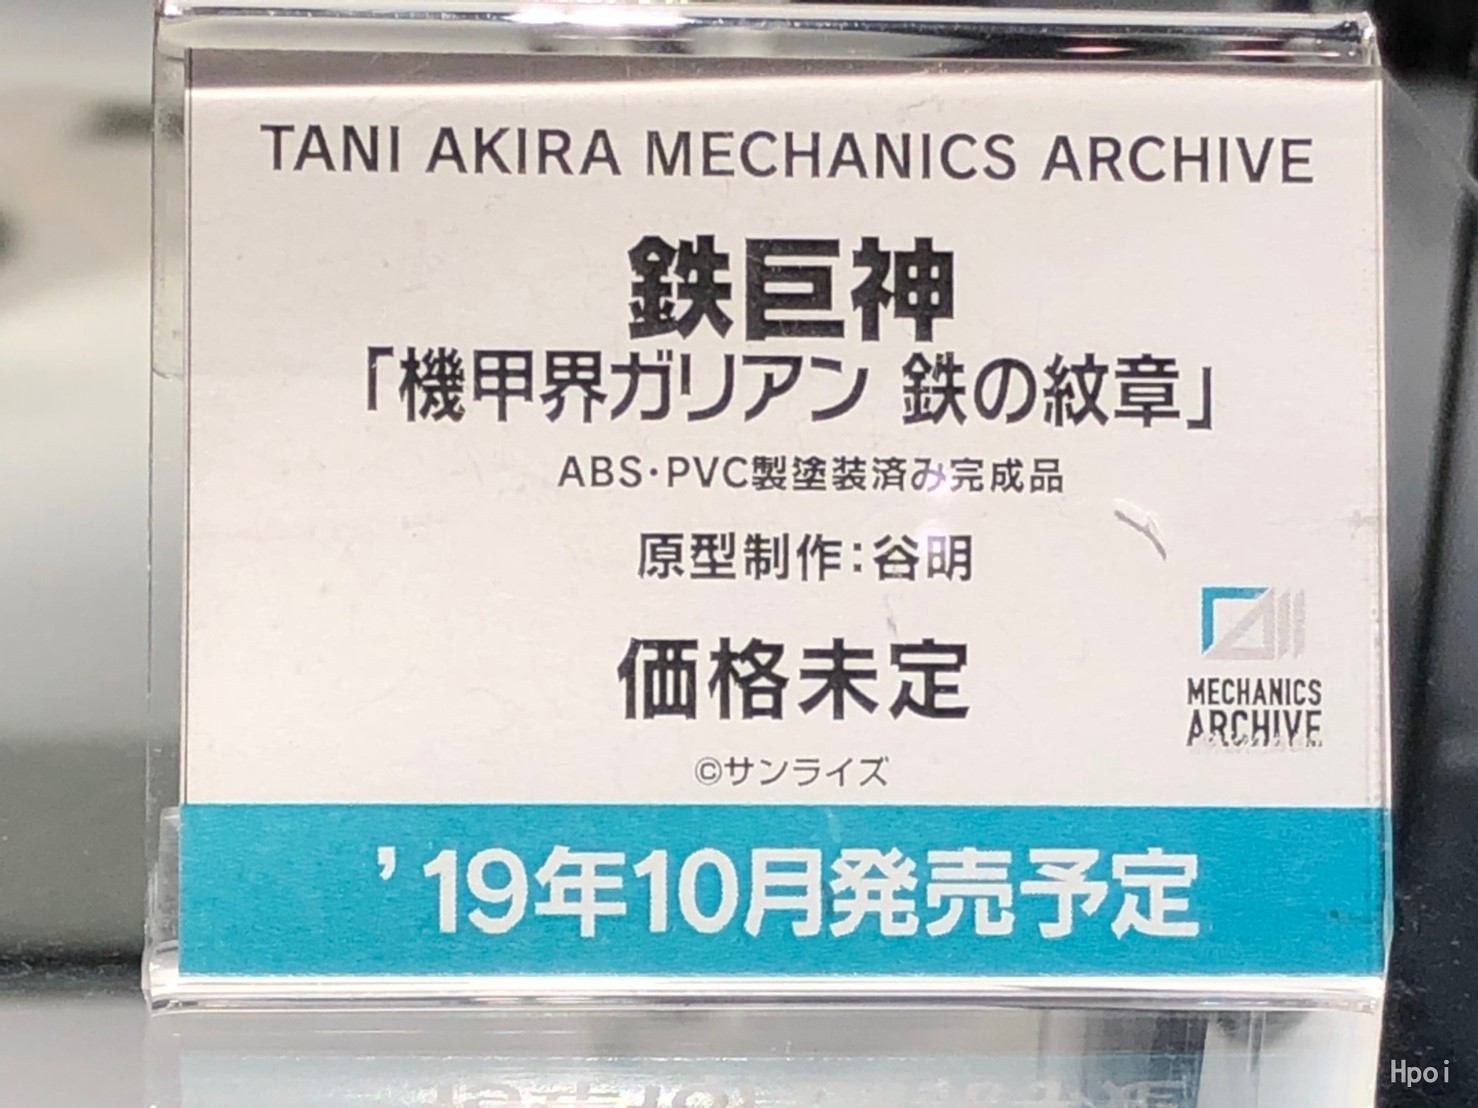 TANI AKIRA MECHANICS ARCHIVE
鉄巨神
「機甲界ガリアン 鉄の紋章」
ABS・PVC製塗装済み完成品
原型制作：谷明
価格未定
MECHANICS
ARCHIVE
©サンライズ
’19年10月発売予定
Hpoi